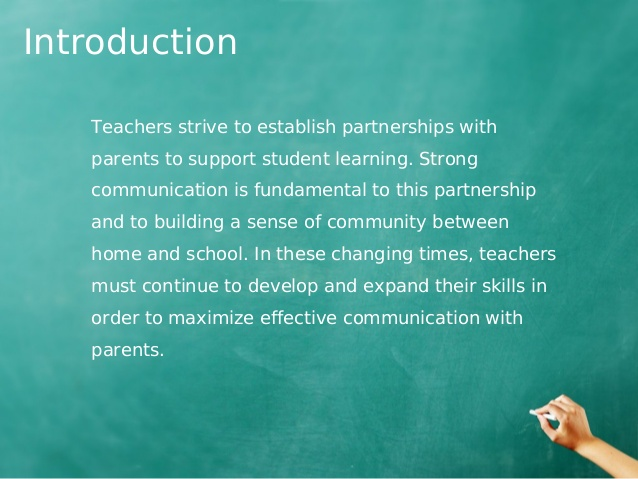 Introduction
Teachers strive to establish partnerships with
parents to support student learning. Strong
communication is fundamental to this partnership
and to building a sense of community between
home and school. In these changing times, teachers
must continue to develop and expand their skills in
order to maximize effective communication with
parents.